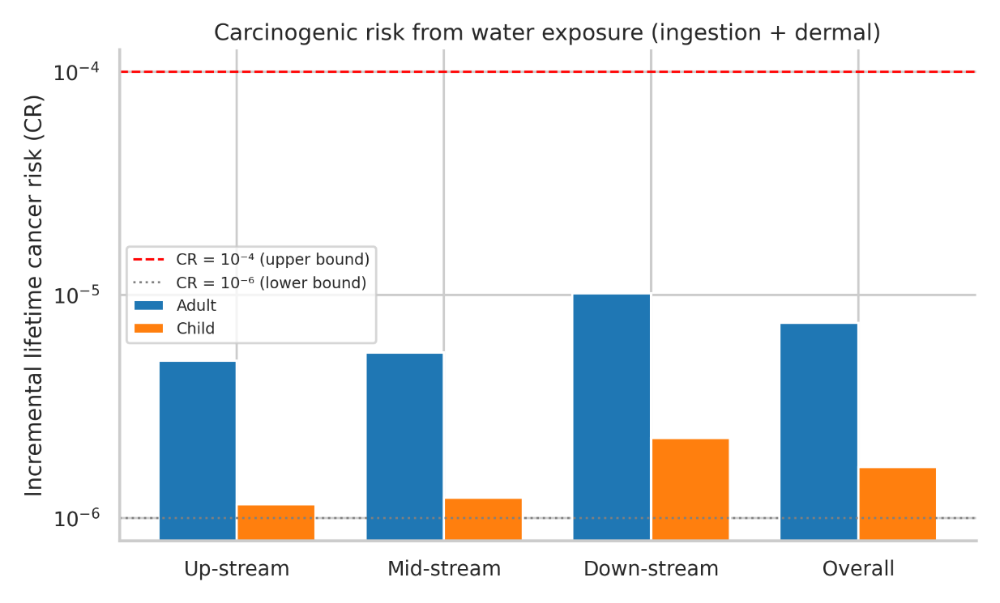 Carcinogenic risk from water exposure (ingestion + dermal)
Incremental lifetime cancer risk (CR)
10⁻⁴
10⁻⁵
10⁻⁶
CR = 10⁻⁴ (upper bound)
CR = 10⁻⁶ (lower bound)
Adult
Child
Up-stream
Mid-stream
Down-stream
Overall